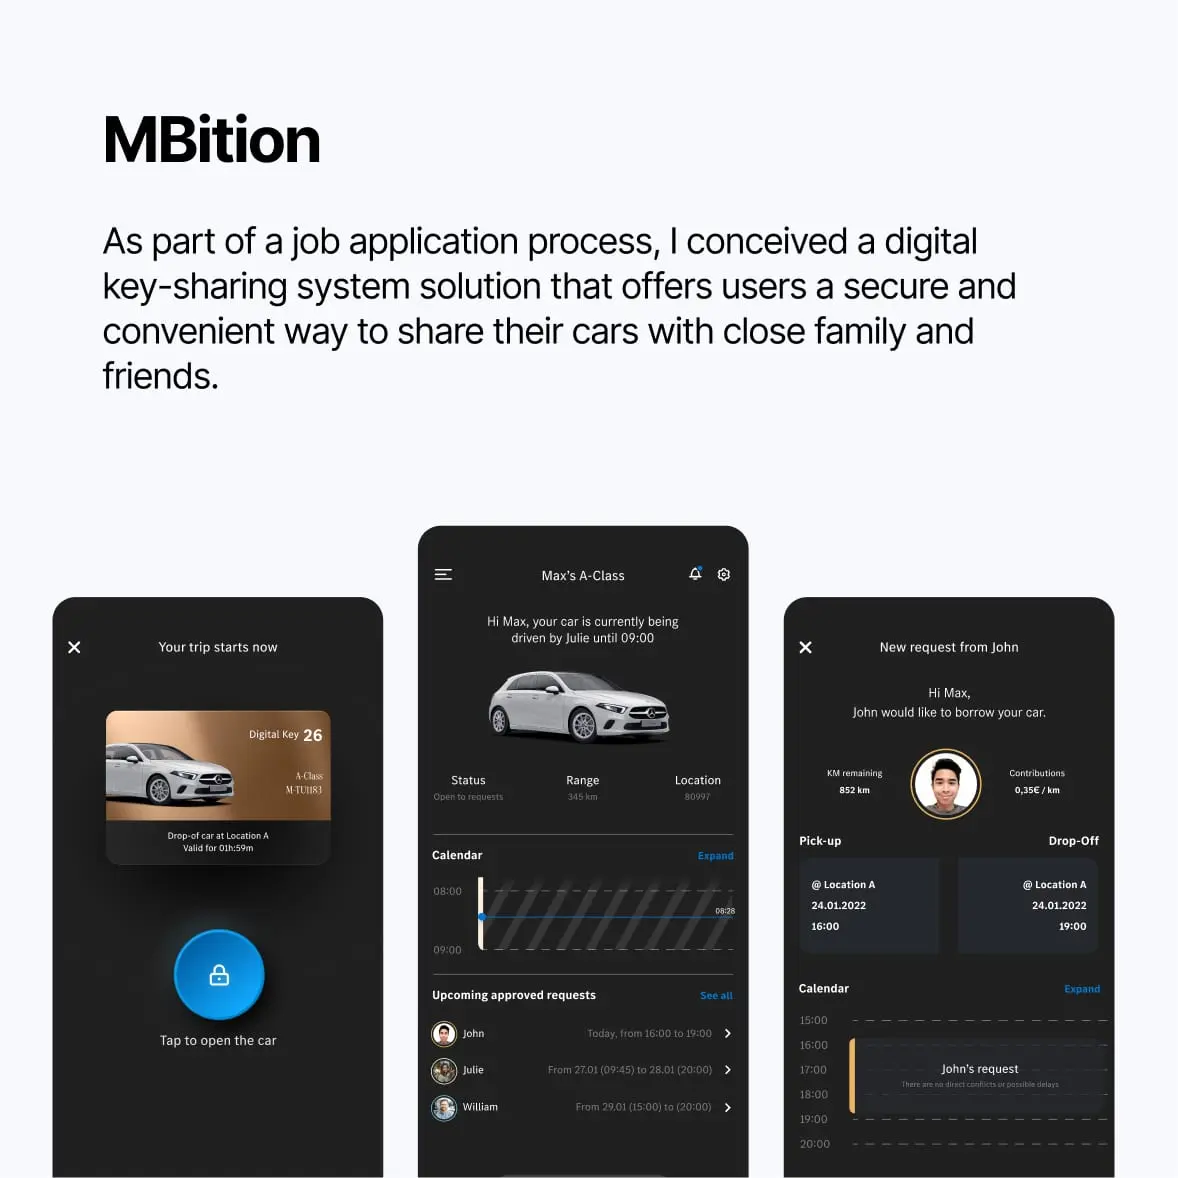 MBition
As part of a job application process, I conceived a digital
key-sharing system solution that offers users a secure and
convenient way to share their cars with close family and
friends.
Your trip starts now
Digital Key 26
A-Class
M-TU1183
Drop-of car at Location A
Valid for 01h:59m
Tap to open the car
Max's A-Class
Hi Max, your car is currently being
driven by Julie until 09:00
Status Range Location
Open to requests 345 km 80997
Calendar Expand
08:00
08:28
09:00
Upcoming approved requests See all
John Today, from 16:00 to 19:00
Julie From 27.01 (09:45) to 28.01 (20:00)
William From 29.01 (15:00) to (20:00)
New request from John
Hi Max,
John would like to borrow your car.
KM remaining Contributions
852 km 0,35€ / km
Pick-up Drop-Off
@ Location A @ Location A
24.01.2022 24.01.2022
16:00 19:00
Calendar Expand
15:00
16:00
17:00 John's request
There are no direct conflicts or possible delays
18:00
19:00
20:00